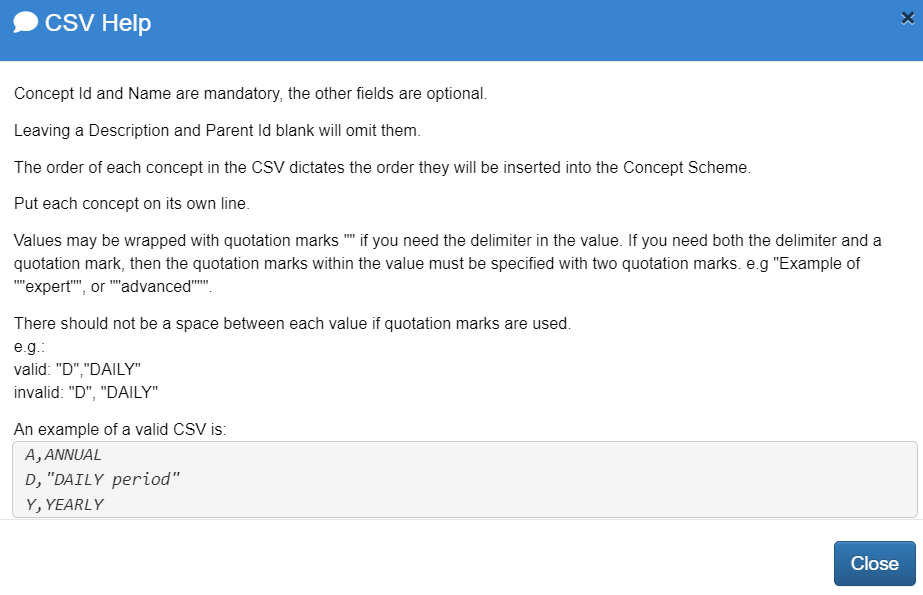 CSV Help
×
Concept Id and Name are mandatory, the other fields are optional.
Leaving a Description and Parent Id blank will omit them.
The order of each concept in the CSV dictates the order they will be inserted into the Concept Scheme.
Put each concept on its own line.
Values may be wrapped with quotation marks "" if you need the delimiter in the value. If you need both the delimiter and a
quotation mark, then the quotation marks within the value must be specified with two quotation marks. e.g "Example of
""expert"", or ""advanced""".
There should not be a space between each value if quotation marks are used.
e.g.:
valid: "D","DAILY"
invalid: "D", "DAILY"
An example of a valid CSV is:
A,ANNUAL
D,"DAILY period"
Y,YEARLY
Close